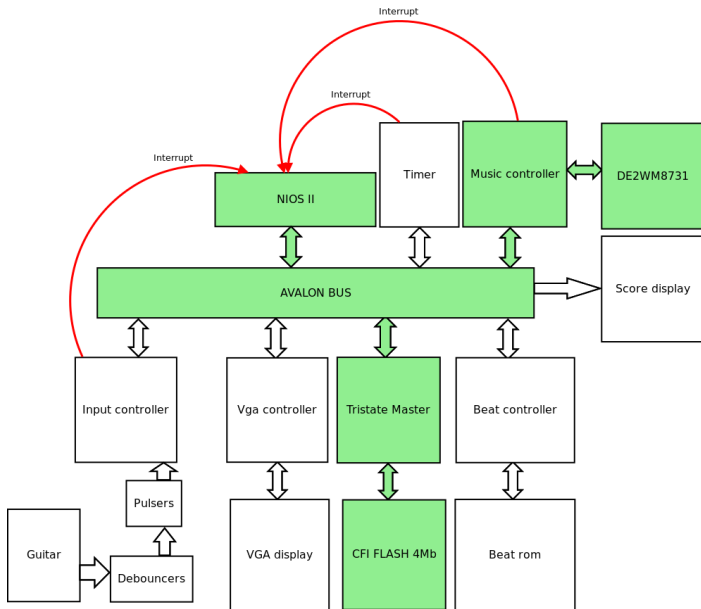 Interrupt
Interrupt
Interrupt
Timer
Music controller
DE2WM8731
NIOS II
AVALON BUS
Score display
Input controller
Vga controller
Tristate Master
Beat controller
Pulsers
Guitar
Debouncers
VGA display
CFI FLASH 4Mb
Beat rom